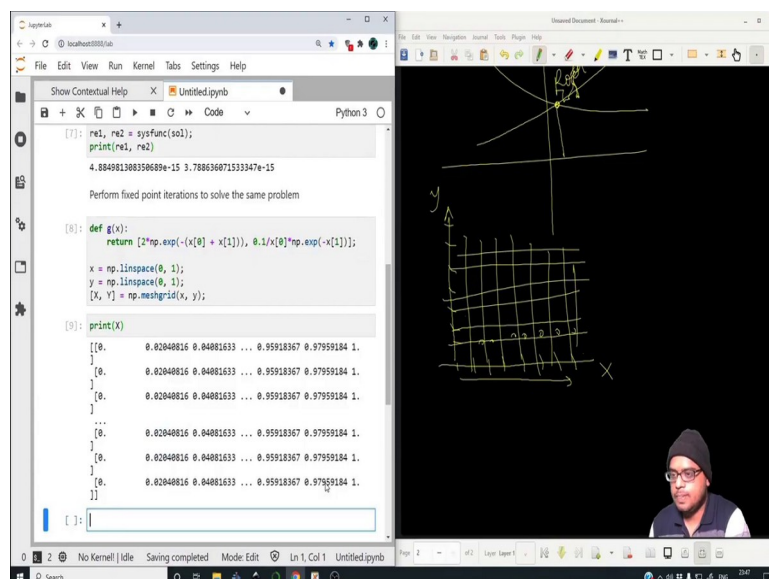 JupyterLab
localhost:8888/lab
File Edit View Run Kernel Tabs Settings Help
Show Contextual Help
Untitled.ipynb
Code
Python 3
[7]: re1, re2 = sysfunc(sol);
print(re1, re2)
4.884981308350689e-15 3.788636071533347e-15
Perform fixed point iterations to solve the same problem
[8]: def g(x):
return [2*np.exp(-(x[0] + x[1])), 0.1/x[0]*np.exp(-x[1])];
x = np.linspace(0, 1);
y = np.linspace(0, 1);
[X, Y] = np.meshgrid(x, y);
[9]: print(X)
[[0. 0.02040816 0.04081633 ... 0.95918367 0.97959184 1.
]
[0. 0.02040816 0.04081633 ... 0.95918367 0.97959184 1.
]
[0. 0.02040816 0.04081633 ... 0.95918367 0.97959184 1.
]
...
[0. 0.02040816 0.04081633 ... 0.95918367 0.97959184 1.
]
[0. 0.02040816 0.04081633 ... 0.95918367 0.97959184 1.
]
[0. 0.02040816 0.04081633 ... 0.95918367 0.97959184 1.
]]
[ ]:
0 2 No Kernel! | Idle Saving completed Mode: Edit Ln 1, Col 1 Untitled.ipynb
Search
Unsaved Document - Xournal++
File Edit View Navigation Journal Tools Plugin Help
Root
y
X
Page 2 of 2 Layer Layer 1
ENG 20:47